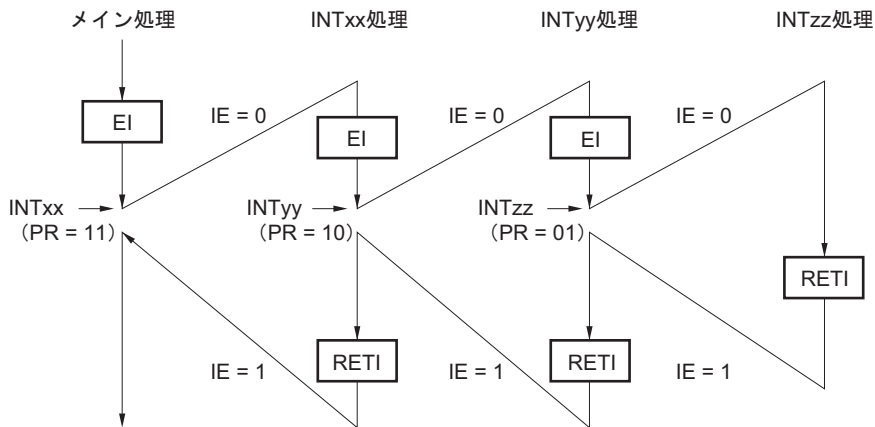 メイン処理 INTxx処理 INTyy処理 INTzz処理
EI IE = 0 EI IE = 0 EI IE = 0
INTxx INTyy INTzz
（PR = 11） （PR = 10） （PR = 01）
RETI
IE = 1 RETI IE = 1 RETI IE = 1